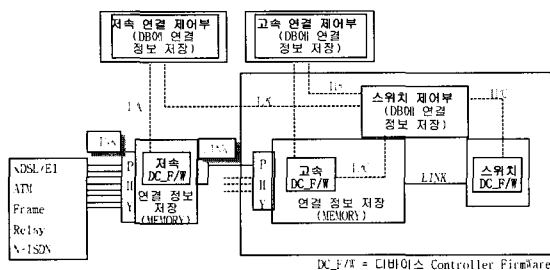 저속 연결 제어부
(DB에 연결
정보 저장)
고속 연결 제어부
(DB에 연결
정보 저장)
스위치 제어부
(DB에 연결
정보 저장)
xDSL/E1
ATM
Frame
Relay
N-ISDN
P
H
Y
저속
DC_F/W
연결 정보
저장
(MEMORY)
P
H
Y
고속
DC_F/W
연결 정보 저장
(MEMORY)
LINK
스위치
DC_F/W
DC_F/W = 디바이스 Controller FirmWare